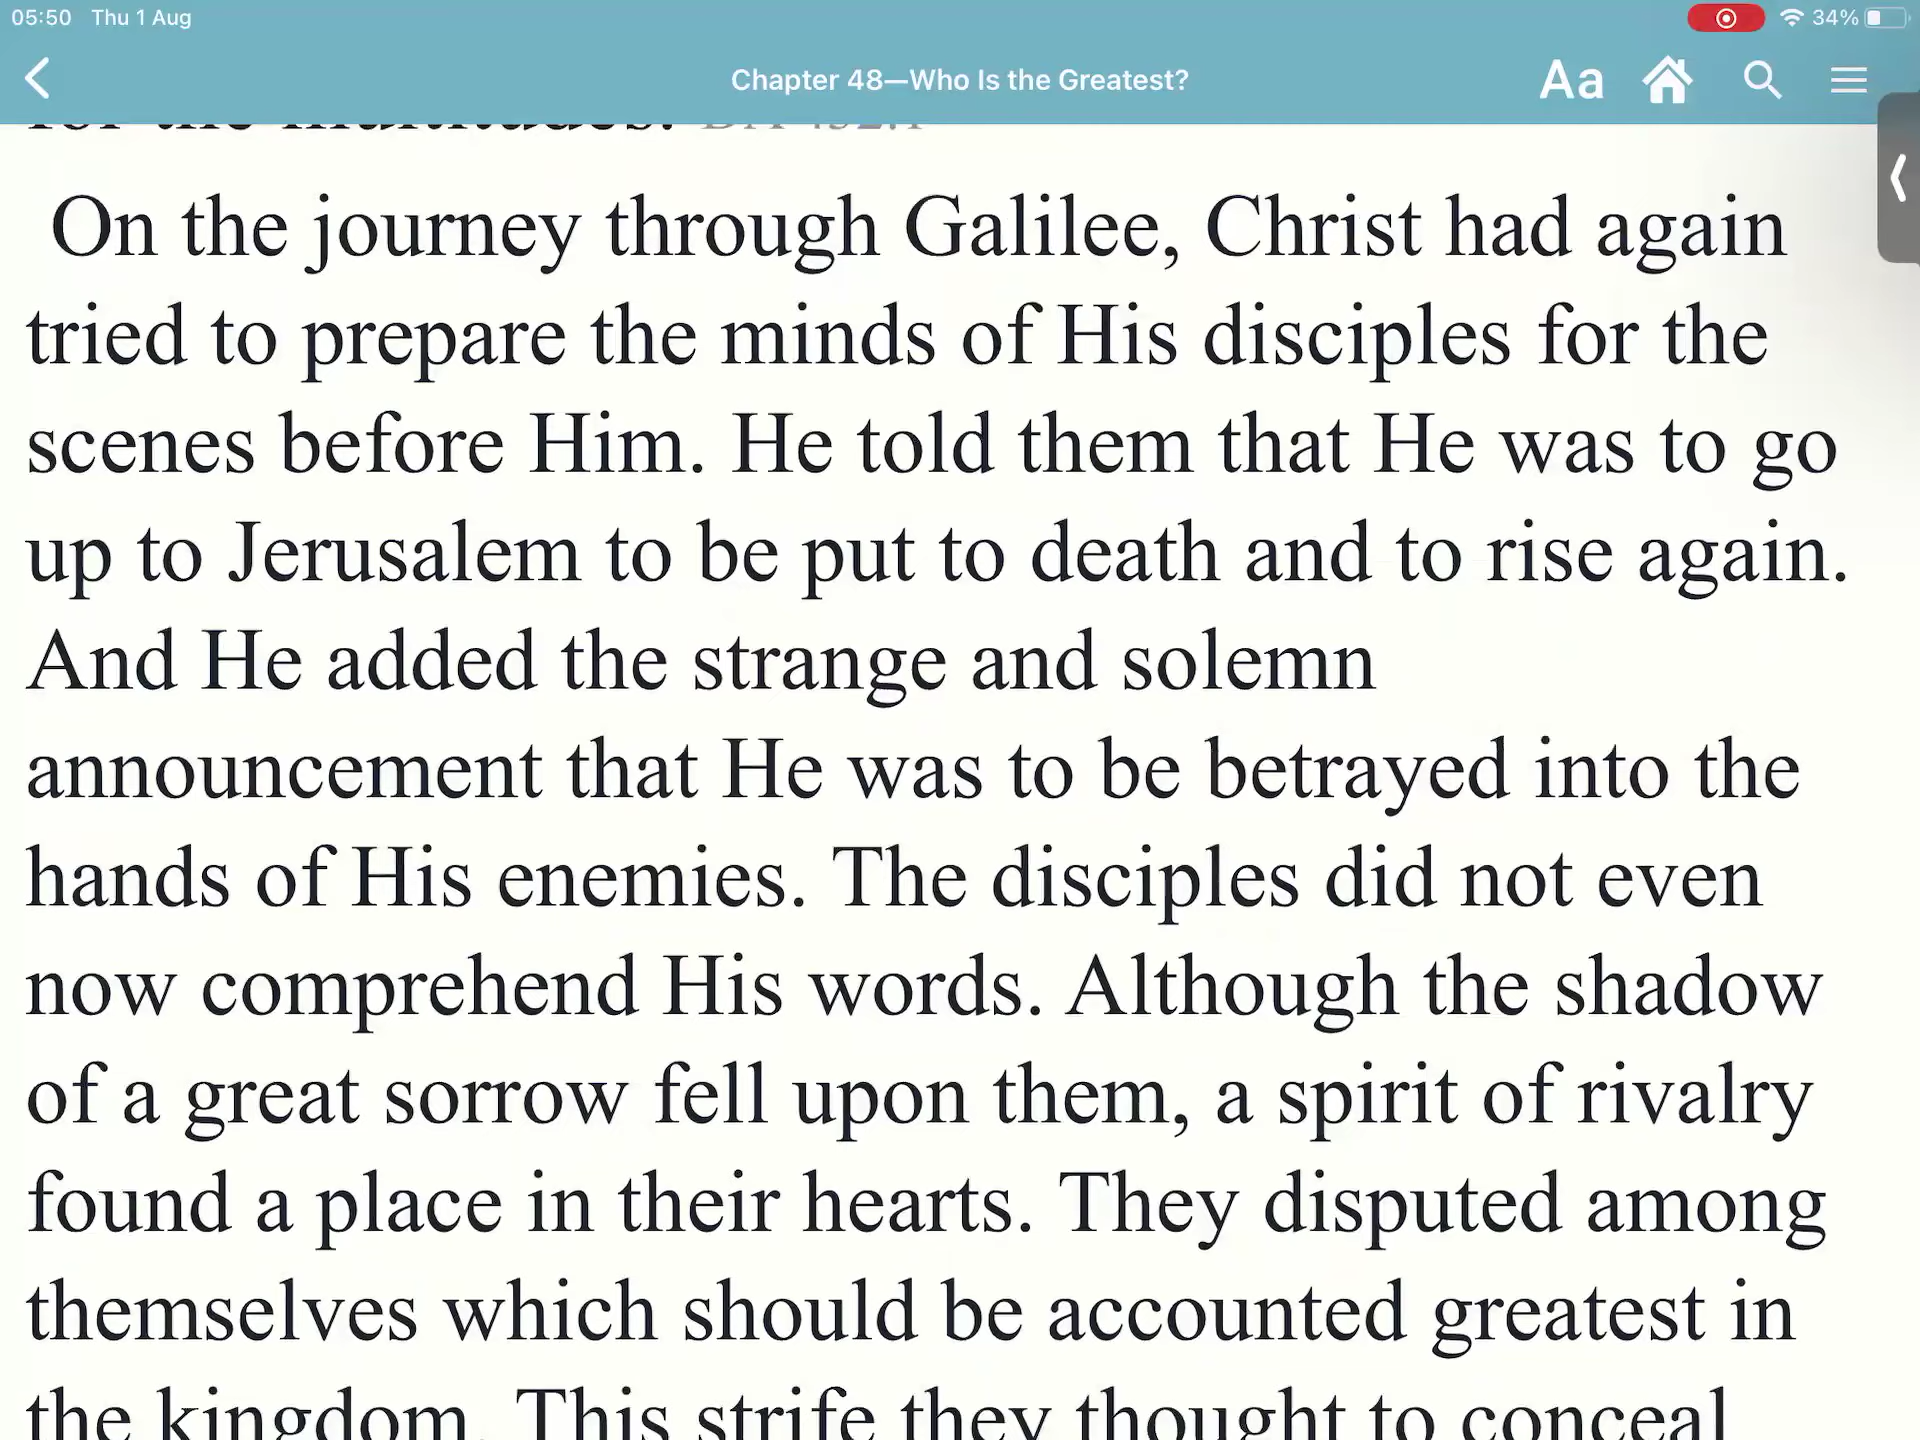 05:50 Thu 1 Aug
34%
Chapter 48—Who Is the Greatest?
Aa
for the multitudes.
On the journey through Galilee, Christ had again
tried to prepare the minds of His disciples for the
scenes before Him. He told them that He was to go
up to Jerusalem to be put to death and to rise again.
And He added the strange and solemn
announcement that He was to be betrayed into the
hands of His enemies. The disciples did not even
now comprehend His words. Although the shadow
of a great sorrow fell upon them, a spirit of rivalry
found a place in their hearts. They disputed among
themselves which should be accounted greatest in
the kingdom. This strife they thought to conceal